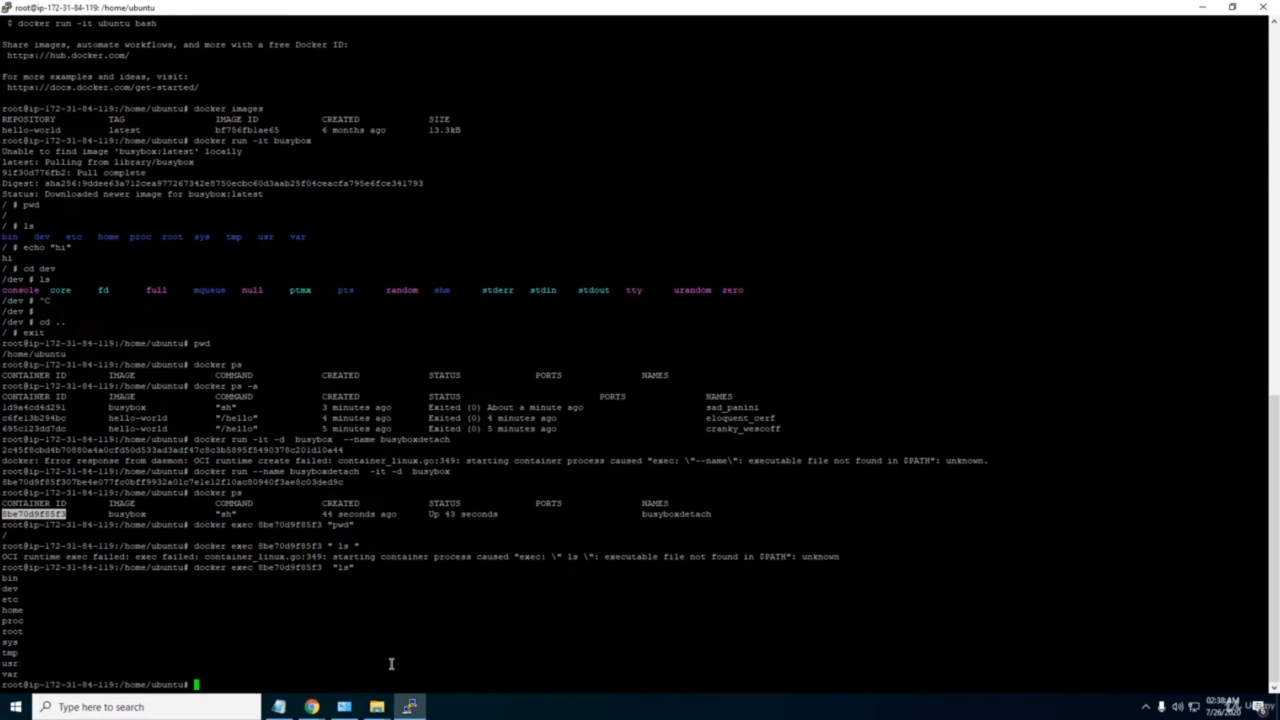 root@ip-172-31-84-119: /home/ubuntu
$ docker run -it ubuntu bash
Share images, automate workflows, and more with a free Docker ID:
https://hub.docker.com/
For more examples and ideas, visit:
https://docs.docker.com/get-started/
root@ip-172-31-84-119:/home/ubuntu# docker images
REPOSITORY TAG IMAGE ID CREATED SIZE
hello-world latest bf756fb1ae65 6 months ago 13.3kB
root@ip-172-31-84-119:/home/ubuntu# docker run -it busybox
Unable to find image 'busybox:latest' locally
latest: Pulling from library/busybox
91f30d776fb2: Pull complete
Digest: sha256:9ddee63a712cea977267342e8750ecbc60d3aab25f04ceacfa795e6fce341793
Status: Downloaded newer image for busybox:latest
/ # pwd
/
/ # ls
bin dev etc home proc root sys tmp usr var
/ # echo "hi"
hi
/ # cd dev
/dev # ls
console core fd full mqueue null ptmx pts random shm stderr stdin stdout tty urandom zero
/dev # ^C
/dev #
/dev # cd ..
/ # exit
root@ip-172-31-84-119:/home/ubuntu# pwd
/home/ubuntu
root@ip-172-31-84-119:/home/ubuntu# docker ps
CONTAINER ID IMAGE COMMAND CREATED STATUS PORTS NAMES
root@ip-172-31-84-119:/home/ubuntu# docker ps -a
CONTAINER ID IMAGE COMMAND CREATED STATUS PORTS NAMES
1d9a4cd4d291 busybox "sh" 3 minutes ago Exited (0) About a minute ago sad_panini
c6fe13b294bc hello-world "/hello" 4 minutes ago Exited (0) 4 minutes ago eloquent_cerf
695c123dd7dc hello-world "/hello" 5 minutes ago Exited (0) 5 minutes ago cranky_wescoff
root@ip-172-31-84-119:/home/ubuntu# docker run -it -d busybox --name busyboxdetach
2c45f8cbd4b70880a4a0cfd50d533ad3adf47c8c3b5895f5490378c201d10a44
docker: Error response from daemon: OCI runtime create failed: container_linux.go:349: starting container process caused "exec: \"--name\": executable file not found in $PATH": unknown.
root@ip-172-31-84-119:/home/ubuntu# docker run --name busyboxdetach -it -d busybox
8be70d9f85f307be4e077fc0bff9932a01c7e1e12f10ac80940f3ae8c03ded9c
root@ip-172-31-84-119:/home/ubuntu# docker ps
CONTAINER ID IMAGE COMMAND CREATED STATUS PORTS NAMES
8be70d9f85f3 busybox "sh" 44 seconds ago Up 43 seconds busyboxdetach
root@ip-172-31-84-119:/home/ubuntu# docker exec 8be70d9f85f3 "pwd"
/
root@ip-172-31-84-119:/home/ubuntu# docker exec 8be70d9f85f3 " ls "
OCI runtime exec failed: exec failed: container_linux.go:349: starting container process caused "exec: \" ls \": executable file not found in $PATH": unknown
root@ip-172-31-84-119:/home/ubuntu# docker exec 8be70d9f85f3 "ls"
bin
dev
etc
home
proc
root
sys
tmp
usr
var
root@ip-172-31-84-119:/home/ubuntu#
Type here to search
02:38 AM
7/26/2020
Udemy